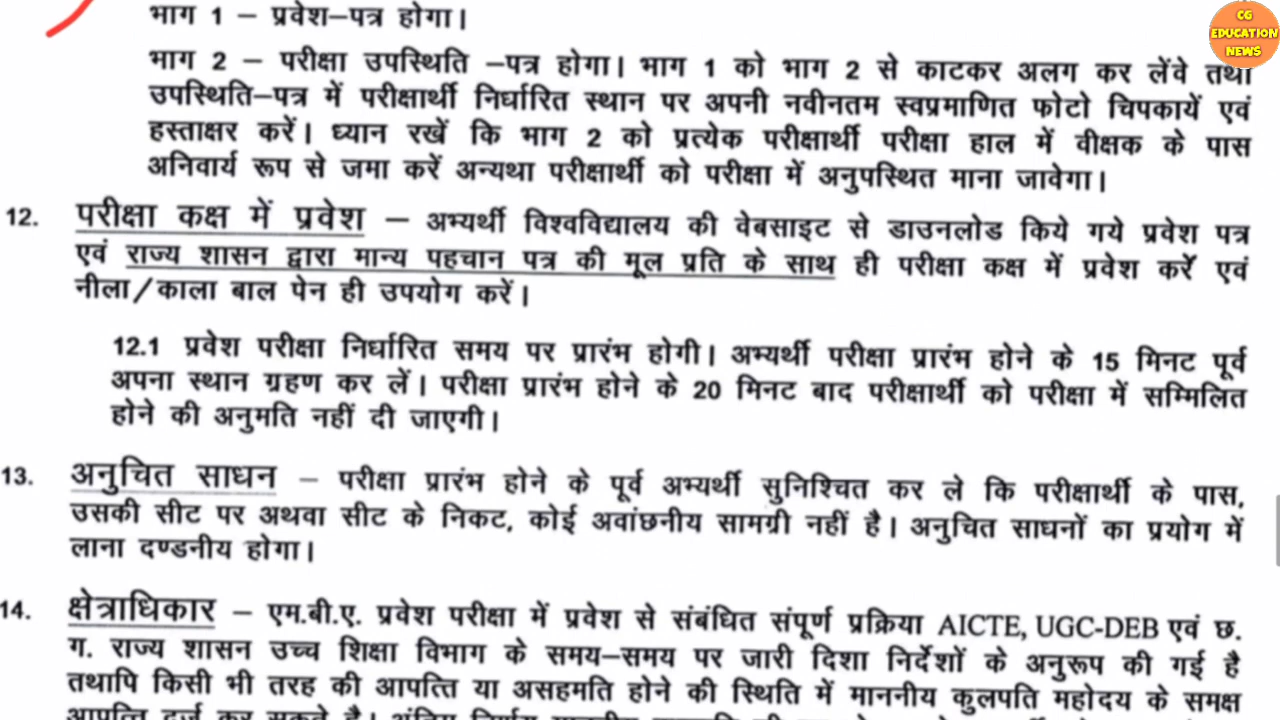 CG
EDUCATION
NEWS
भाग 1 – प्रवेश–पत्र होगा।
भाग 2 – परीक्षा उपस्थिति –पत्र होगा। भाग 1 को भाग 2 से काटकर अलग कर लेंवे तथा
उपस्थिति–पत्र में परीक्षार्थी निर्धारित स्थान पर अपनी नवीनतम स्वप्रमाणित फोटो चिपकायें एवं
हस्ताक्षर करें। ध्यान रखें कि भाग 2 को प्रत्येक परीक्षार्थी परीक्षा हाल में वीक्षक के पास
अनिवार्य रूप से जमा करें अन्यथा परीक्षार्थी को परीक्षा में अनुपस्थित माना जावेगा।
12. परीक्षा कक्ष में प्रवेश – अभ्यर्थी विश्वविद्यालय की वेबसाइट से डाउनलोड किये गये प्रवेश पत्र
एवं राज्य शासन द्वारा मान्य पहचान पत्र की मूल प्रति के साथ ही परीक्षा कक्ष में प्रवेश करें एवं
नीला/काला बाल पेन ही उपयोग करें।
12.1 प्रवेश परीक्षा निर्धारित समय पर प्रारंभ होगी। अभ्यर्थी परीक्षा प्रारंभ होने के 15 मिनट पूर्व
अपना स्थान ग्रहण कर लें। परीक्षा प्रारंभ होने के 20 मिनट बाद परीक्षार्थी को परीक्षा में सम्मिलित
होने की अनुमति नहीं दी जाएगी।
13. अनुचित साधन – परीक्षा प्रारंभ होने के पूर्व अभ्यर्थी सुनिश्चित कर ले कि परीक्षार्थी के पास,
उसकी सीट पर अथवा सीट के निकट, कोई अवांछनीय सामग्री नहीं है। अनुचित साधनों का प्रयोग में
लाना दण्डनीय होगा।
14. क्षेत्राधिकार – एम.बी.ए. प्रवेश परीक्षा में प्रवेश से संबंधित संपूर्ण प्रक्रिया AICTE, UGC-DEB एवं छ.
ग. राज्य शासन उच्च शिक्षा विभाग के समय–समय पर जारी दिशा निर्देशों के अनुरूप की गई है
तथापि किसी भी तरह की आपत्ति या असहमति होने की स्थिति में माननीय कुलपति महोदय के समक्ष
आपत्ति दर्ज कर सकते है।